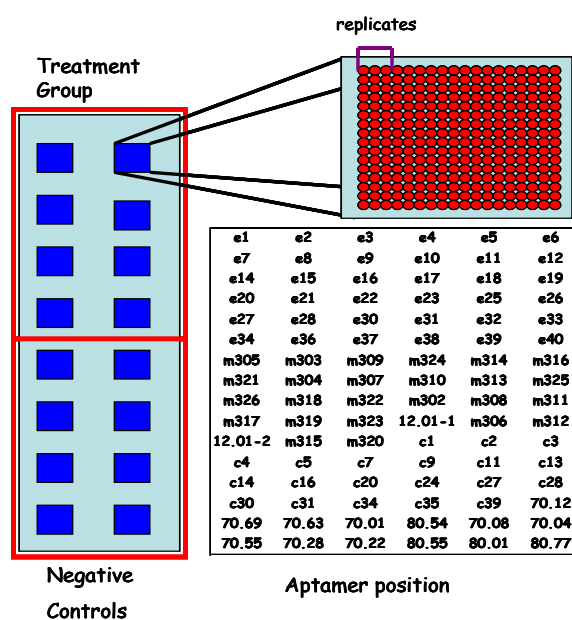 replicates
Treatment
Group
e1 e2 e3 e4 e5 e6
e7 e8 e9 e10 e11 e12
e14 e15 e16 e17 e18 e19
e20 e21 e22 e23 e25 e26
e27 e28 e30 e31 e32 e33
e34 e36 e37 e38 e39 e40
m305 m303 m309 m324 m314 m316
m321 m304 m307 m310 m313 m325
m326 m318 m322 m302 m308 m311
m317 m319 m323 12.01-1 m306 m312
12.01-2 m315 m320 c1 c2 c3
c4 c5 c7 c9 c11 c13
c14 c16 c20 c24 c27 c28
c30 c31 c34 c35 c39 70.12
70.69 70.63 70.01 80.54 70.08 70.04
70.55 70.28 70.22 80.55 80.01 80.77
Negative
Controls
Aptamer position